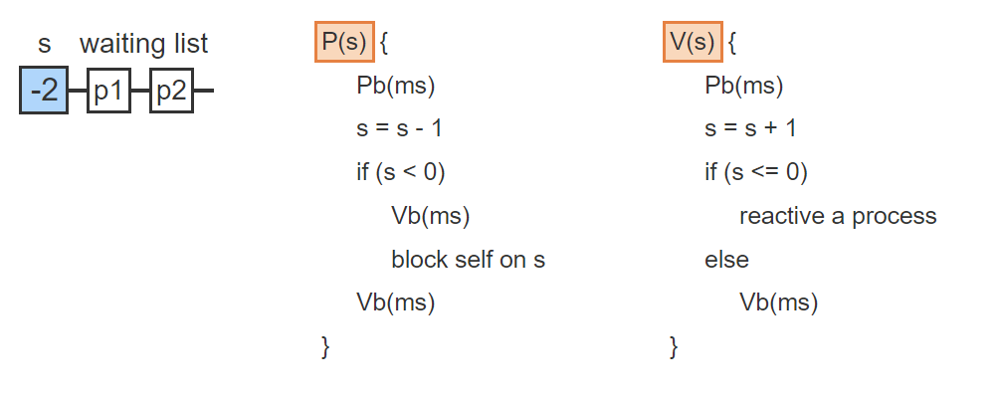 s waiting list
-2 p1 p2
P(s) {
Pb(ms)
s = s - 1
if (s < 0)
Vb(ms)
block self on s
Vb(ms)
}
V(s) {
Pb(ms)
s = s + 1
if (s <= 0)
reactive a process
else
Vb(ms)
}